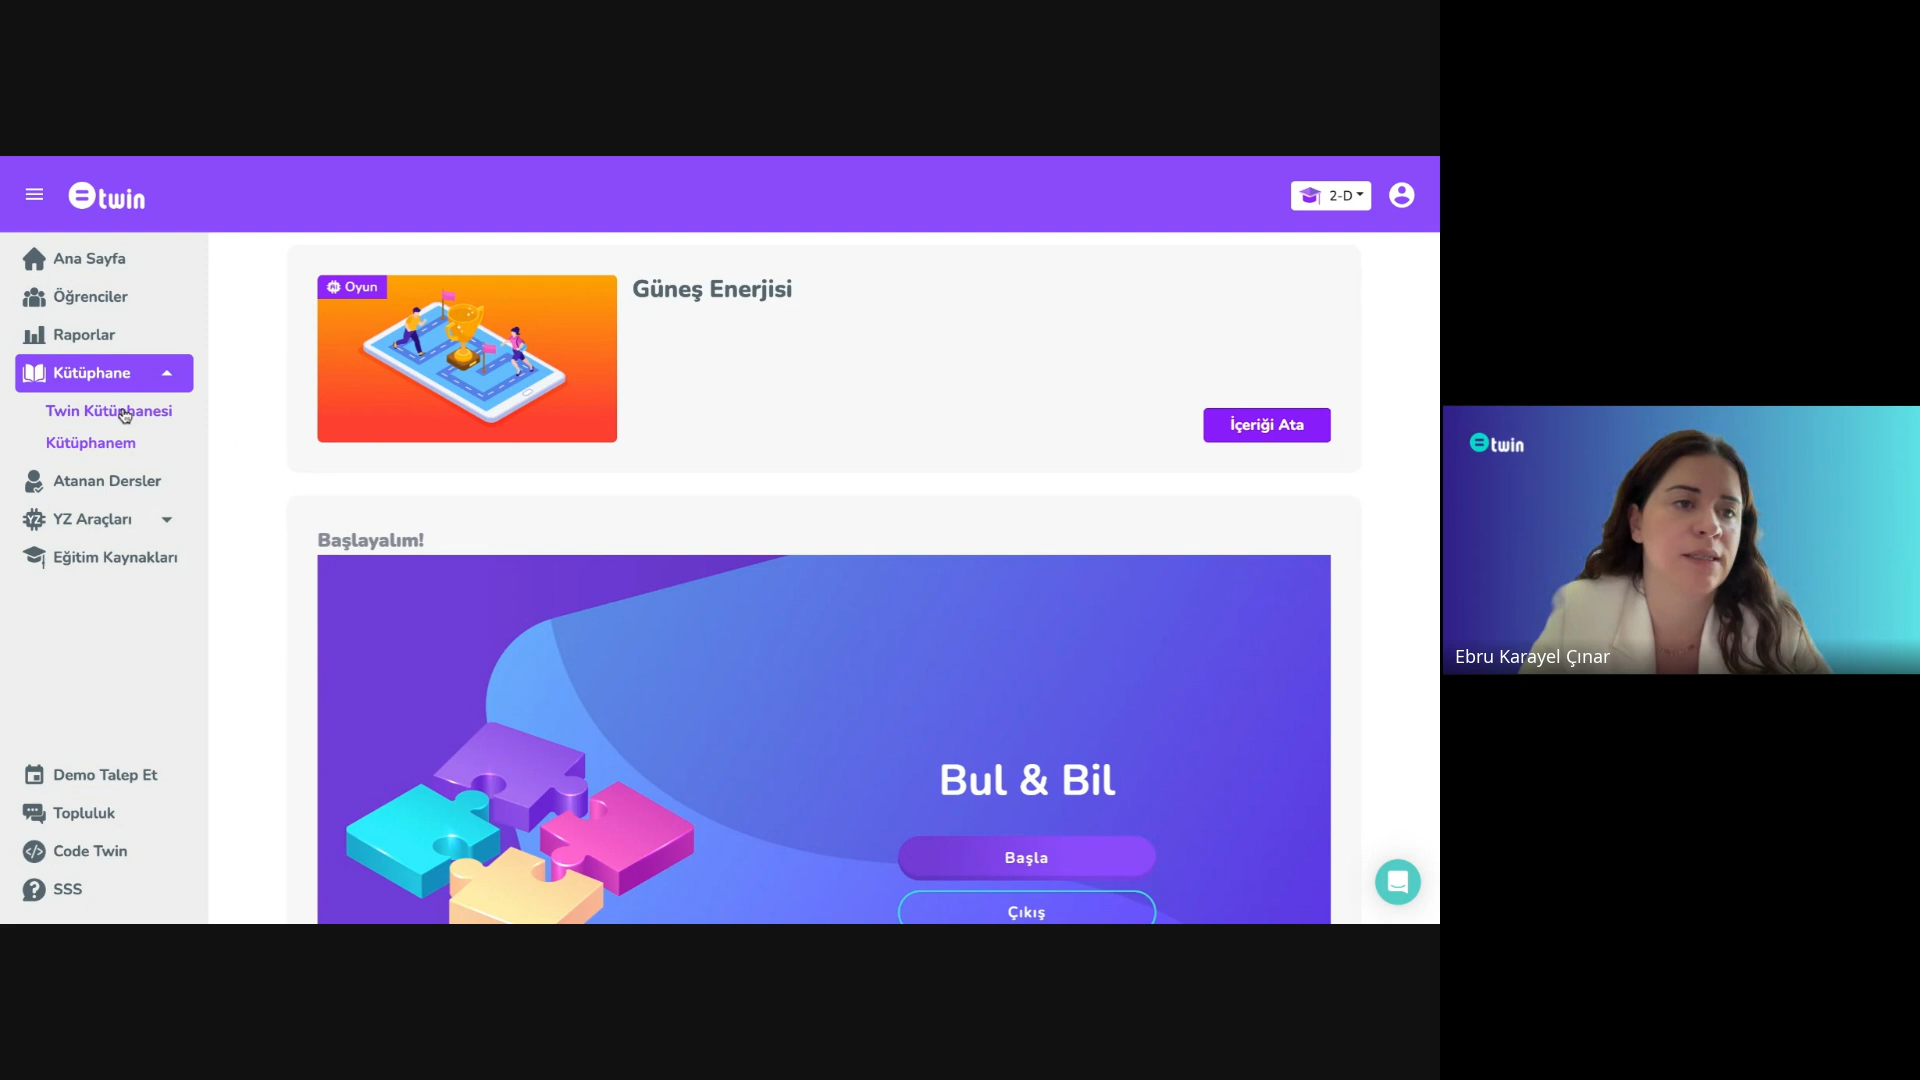 twin
2-D
Ana Sayfa
Öğrenciler
Raporlar
Kütüphane
Twin Kütüphanesi
Kütüphanem
Atanan Dersler
YZ Araçları
Eğitim Kaynakları
Demo Talep Et
Topluluk
Code Twin
SSS
Oyun
Güneş Enerjisi
İçeriği Ata
Başlayalım!
Bul & Bil
Başla
Çıkış
twin
Ebru Karayel Çınar